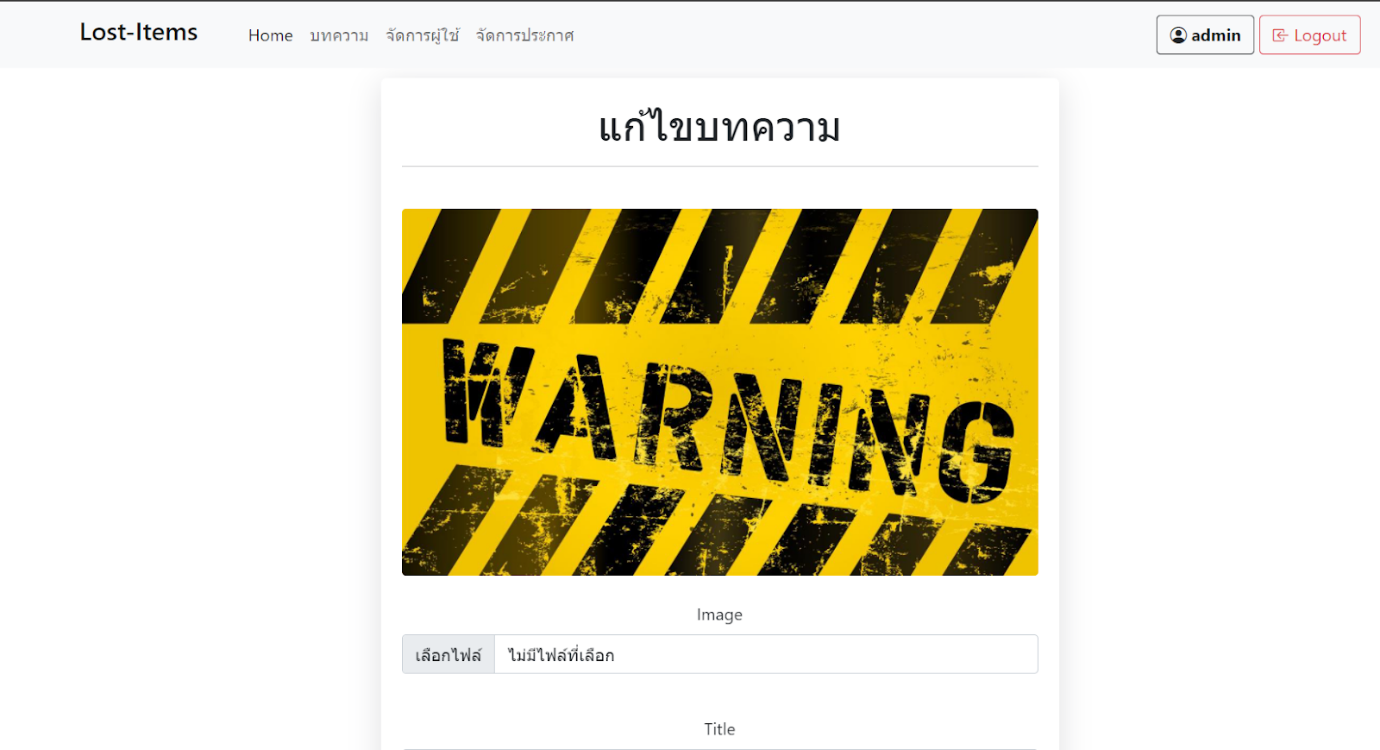 Lost-Items Home บทความ จัดการผู้ใช้ จัดการประกาศ admin Logout
แก้ไขบทความ
WARNING
Image
เลือกไฟล์ ไม่มีไฟล์ที่เลือก
Title